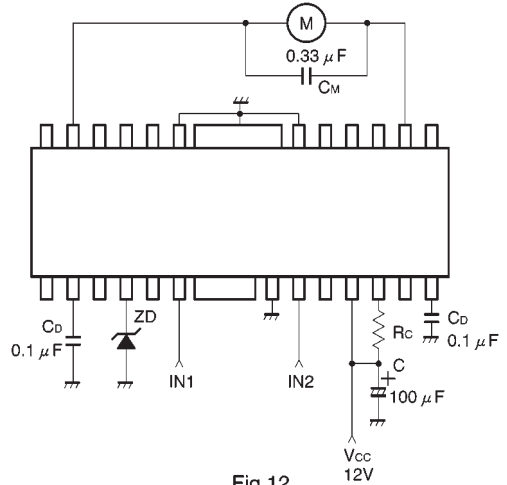 M
0.33 μF
CM
CD
0.1 μF
ZD
IN1
IN2
RC
C
+
100 μF
CD
0.1 μF
VCC
12V
Fig.12